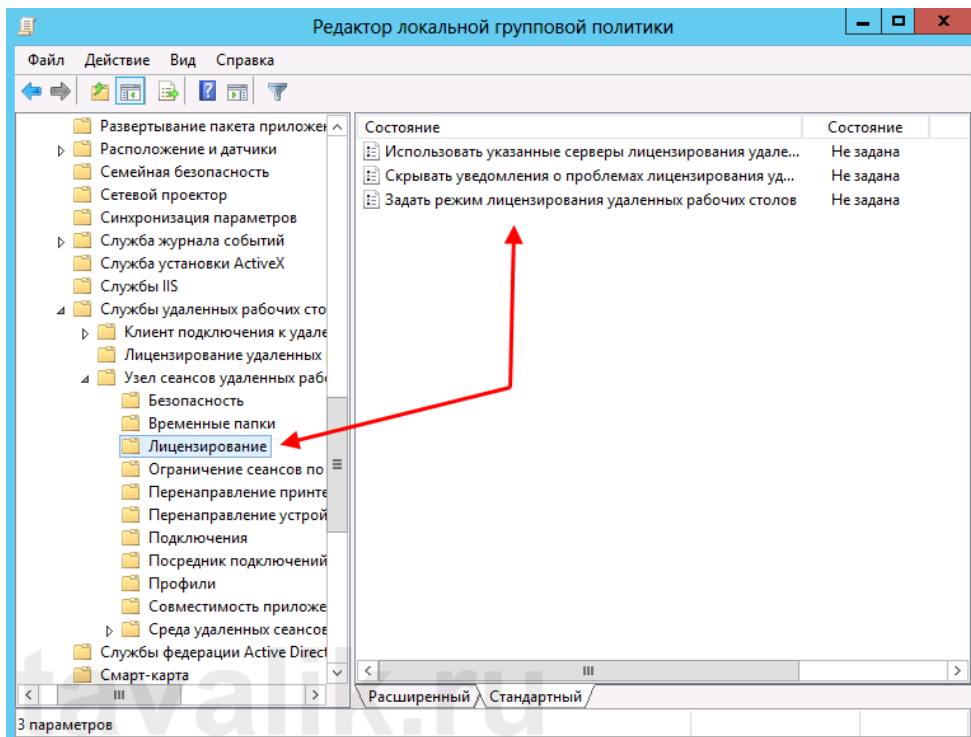 Редактор локальной групповой политики
Файл Действие Вид Справка
Развертывание пакета приложен
Расположение и датчики
Семейная безопасность
Сетевой проектор
Синхронизация параметров
Служба журнала событий
Служба установки ActiveX
Службы IIS
Службы удаленных рабочих сто
Клиент подключения к удале
Лицензирование удаленных
Узел сеансов удаленных рабо
Безопасность
Временные папки
Лицензирование
Ограничение сеансов по
Перенаправление принте
Перенаправление устрой
Подключения
Посредник подключений
Профили
Совместимость приложе
Среда удаленных сеансов
Службы федерации Active Direct
Смарт-карта
Состояние Состояние
Использовать указанные серверы лицензирования удале... Не задана
Скрывать уведомления о проблемах лицензирования уд... Не задана
Задать режим лицензирования удаленных рабочих столов Не задана
Расширенный Стандартный
3 параметров
tavalik.ru